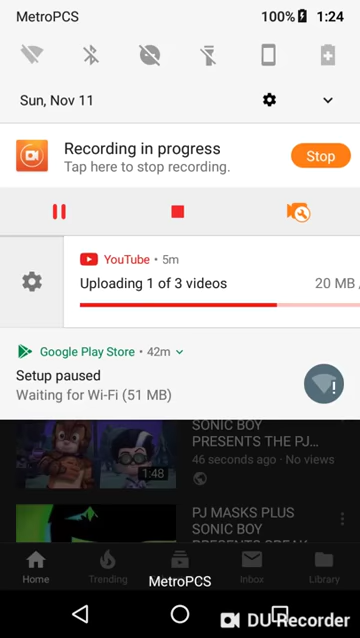 MetroPCS
100% 1:24
Sun, Nov 11
Recording in progress
Tap here to stop recording.
Stop
YouTube • 5m
Uploading 1 of 3 videos
20 MB
Google Play Store • 42m
Setup paused
Waiting for Wi-Fi (51 MB)
SONIC BOY
PRESENTS THE PJ...
46 seconds ago · No views
1:48
PJ MASKS PLUS
SONIC BOY
Home
Trending
Inbox
Library
MetroPCS
DU Recorder